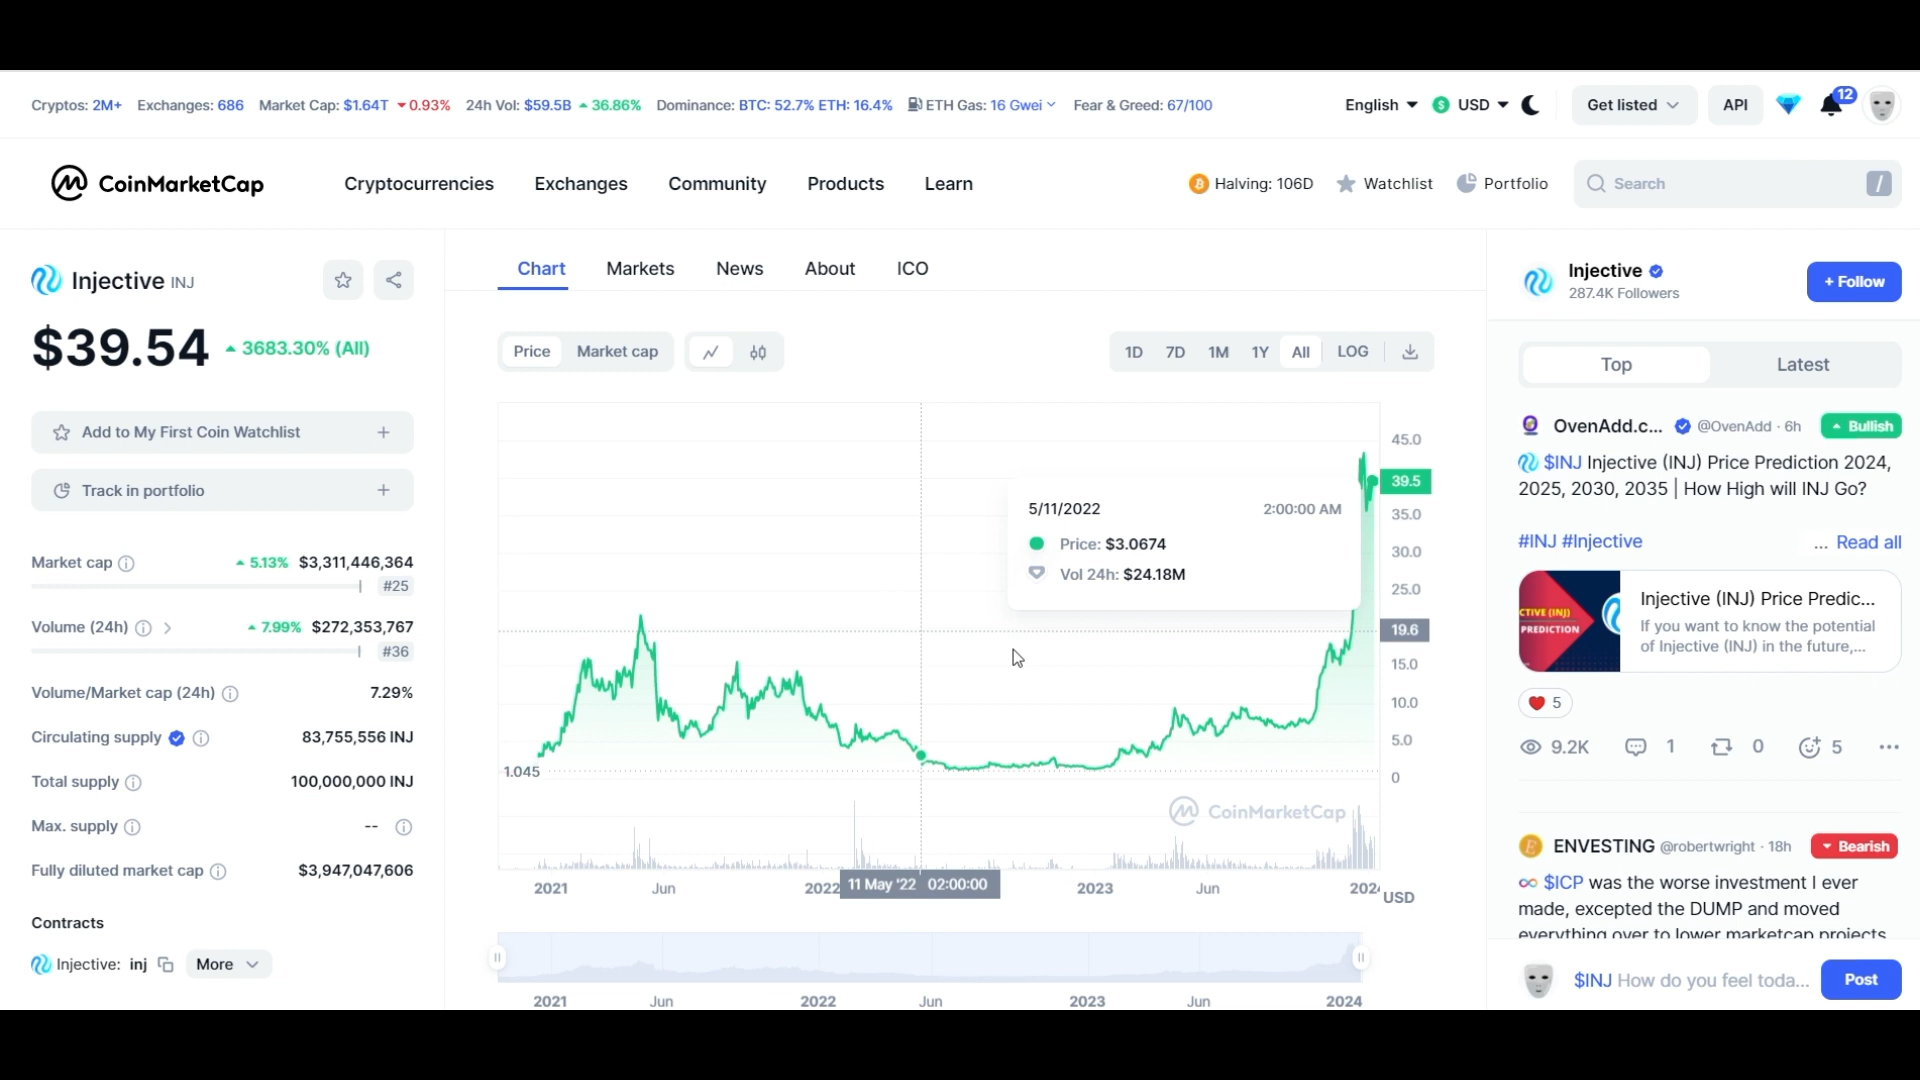 Cryptos: 2M+ Exchanges: 686 Market Cap: $1.64T 0.93% 24h Vol: $59.5B 36.86% Dominance: BTC: 52.7% ETH: 16.4% ETH Gas: 16 Gwei Fear & Greed: 67/100 English USD Get listed API 12
CoinMarketCap Cryptocurrencies Exchanges Community Products Learn Halving: 106D Watchlist Portfolio Search /
Injective INJ
$39.54 3683.30% (All)
Add to My First Coin Watchlist +
Track in portfolio +
Market cap 5.13% $3,311,446,364
#25
Volume (24h) 7.99% $272,353,767
#36
Volume/Market cap (24h) 7.29%
Circulating supply 83,755,556 INJ
Total supply 100,000,000 INJ
Max. supply --
Fully diluted market cap $3,947,047,606
Contracts
Injective: inj More
Chart Markets News About ICO
Price Market cap 1D 7D 1M 1Y All LOG
45.0
39.5
35.0
30.0
25.0
19.6
15.0
10.0
5.0
0
5/11/2022 2:00:00 AM
Price: $3.0674
Vol 24h: $24.18M
1.045
CoinMarketCap
2021 Jun 2022 11 May '22 02:00:00 2023 Jun 202
USD
2021 Jun 2022 Jun 2023 Jun 2024
Injective
287.4K Followers
+ Follow
Top Latest
OvenAdd.c... @OvenAdd · 6h Bullish
$INJ Injective (INJ) Price Prediction 2024,
2025, 2030, 2035 | How High will INJ Go?
#INJ #Injective ... Read all
CTIVE (INJ)
PREDICTION
Injective (INJ) Price Predic...
If you want to know the potential
of Injective (INJ) in the future,...
5
9.2K 1 0 5
ENVESTING @robertwright · 18h Bearish
$ICP was the worse investment I ever
made, excepted the DUMP and moved
everything over to lower marketcap projects
$INJ How do you feel toda... Post